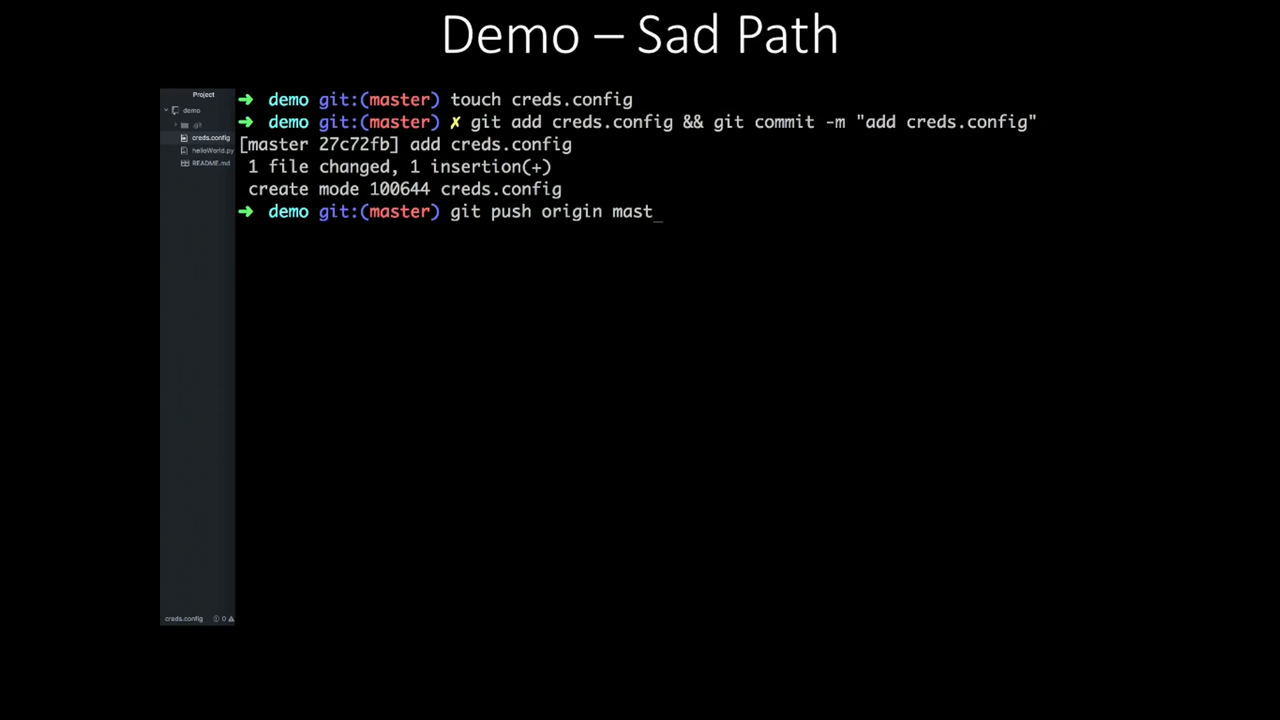 Demo – Sad Path
Project
demo
.git
creds.config
helloWorld.py
README.md
➜ demo git:(master) touch creds.config
➜ demo git:(master) ✗ git add creds.config && git commit -m "add creds.config"
[master 27c72fb] add creds.config
1 file changed, 1 insertion(+)
create mode 100644 creds.config
➜ demo git:(master) git push origin mast_
creds.config 0